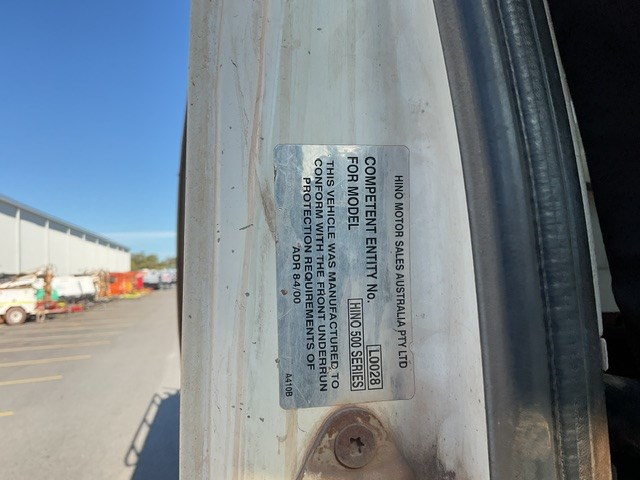 HINO MOTOR SALES AUSTRALIA PTY LTD
COMPETENT ENTITY No. L0028
FOR MODEL HINO 500 SERIES
THIS VEHICLE WAS MANUFACTURED TO
CONFORM WITH THE FRONT UNDERRUN
PROTECTION REQUIREMENTS OF
ADR 84/00
A410B